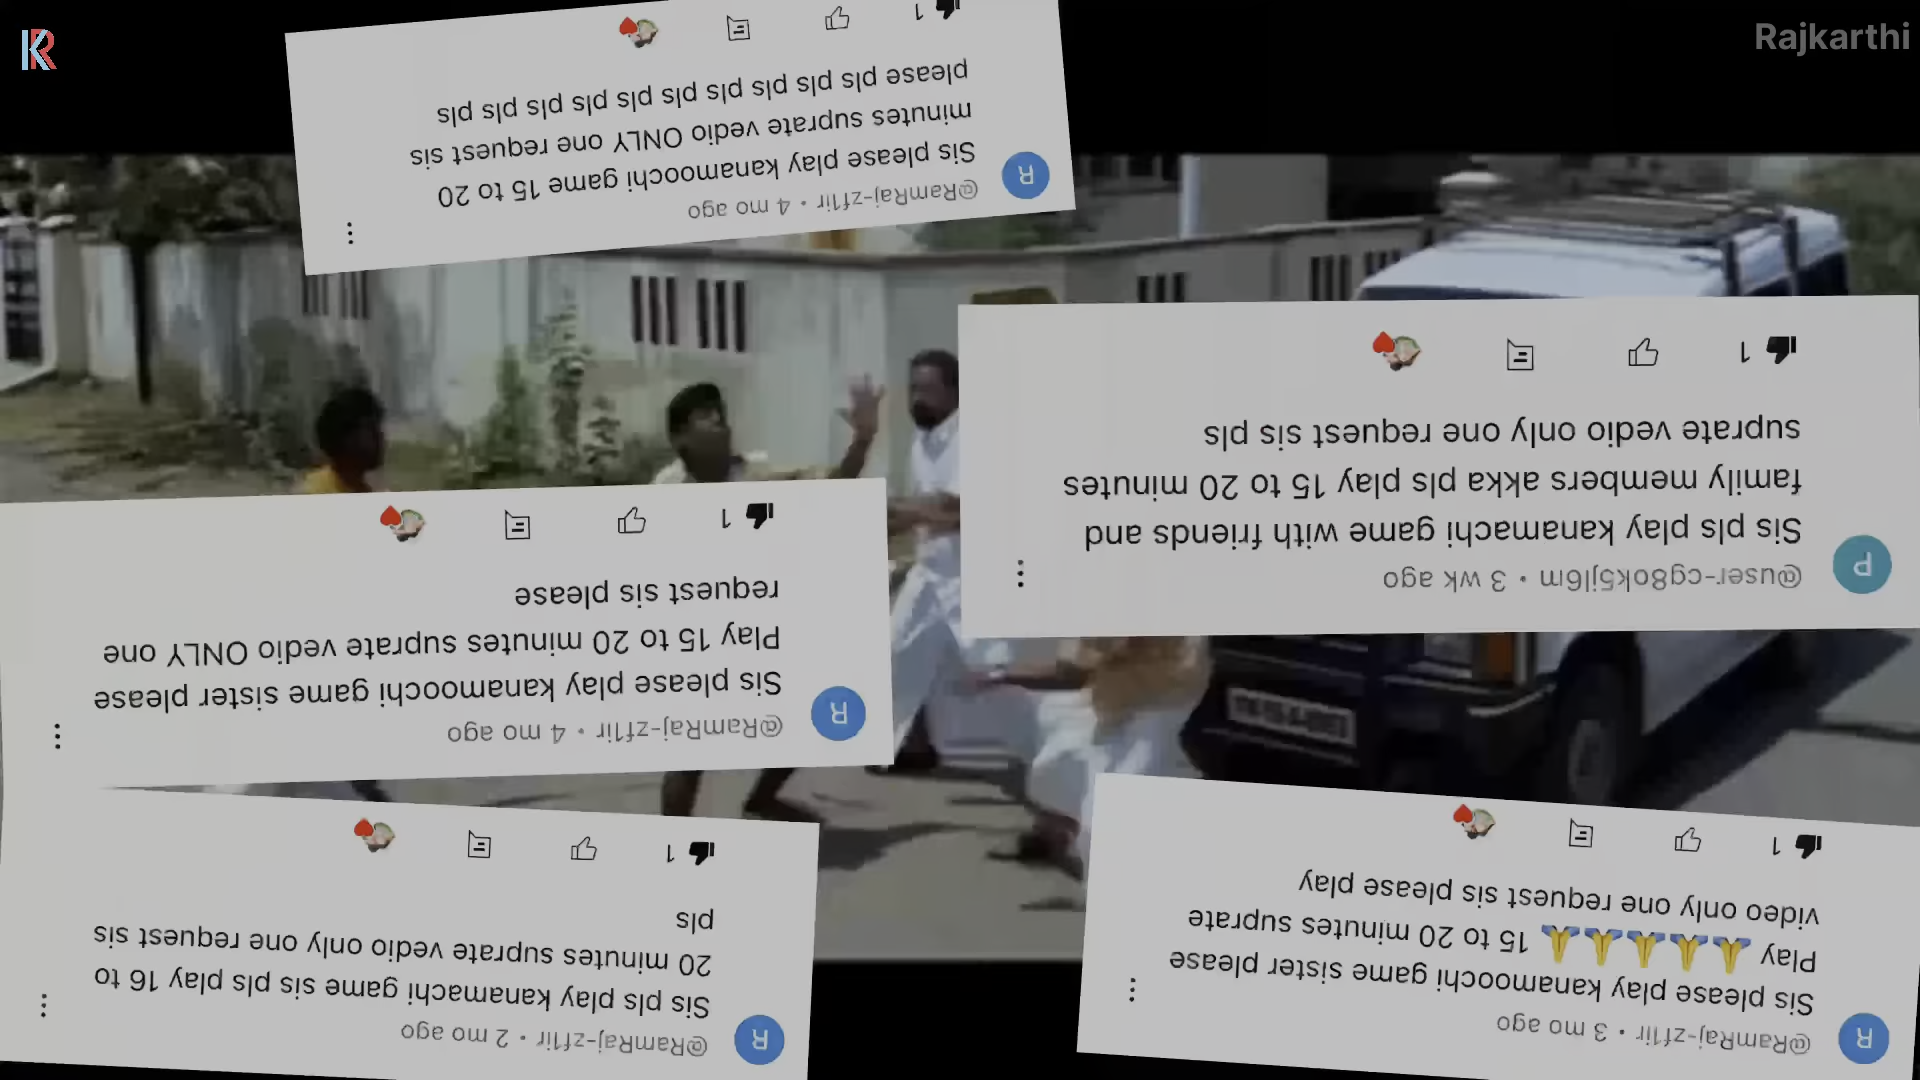 KR
Rajkarthi
@RamRaj-zf1ir • 4 mo ago
Sis please play kanamoochi game 15 to 20
minutes suprate vedio ONLY one request sis
please pls pls pls pls pls pls pls pls pls pls
1
@user-cg8ok5jl6m • 3 wk ago
Sis pls play kanamachi game with friends and
family members akka pls play 15 to 20 minutes
suprate vedio only one request sis pls
1
@RamRaj-zf1ir • 4 mo ago
Sis please play kanamoochi game sister please
Play 15 to 20 minutes suprate vedio ONLY one
request sis please
1
@RamRaj-zf1ir • 2 mo ago
Sis pls play kanamachi game sis pls play 16 to
20 minutes suprate vedio only one request sis
pls
1
@RamRaj-zf1ir • 3 mo ago
Sis please play kanamoochi game sister please
Play 🙏🙏🙏🙏🙏 15 to 20 minutes suprate
video only one request sis please play
1
R
P
R
R
R